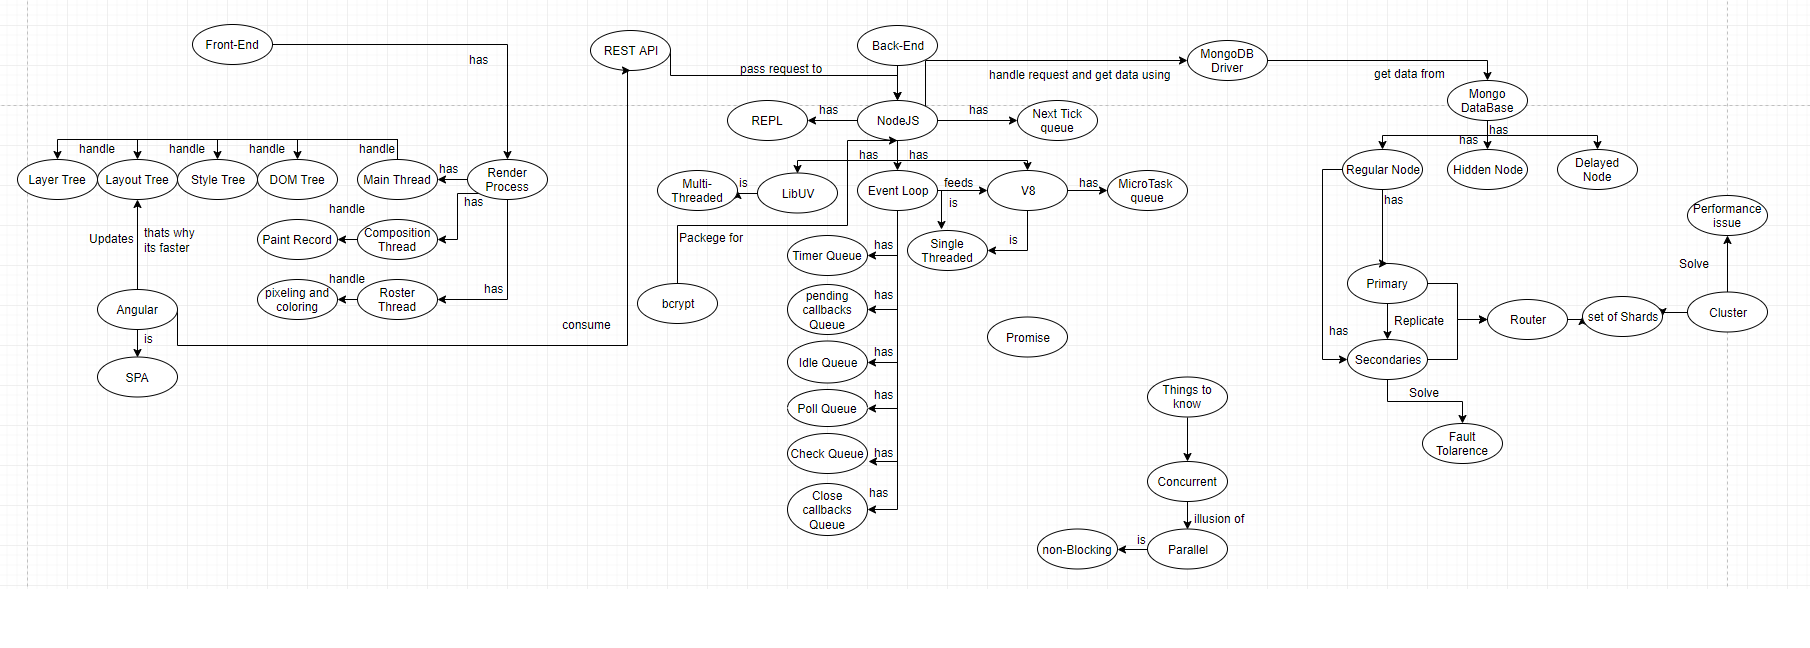 Front-End
has
REST API
pass request to
Back-End
handle request and get data using
MongoDB
Driver
get data from
Mongo
DataBase
has
has
REPL
has
NodeJS
has
Next Tick
queue
handle
handle
handle
handle
Layer Tree
Layout Tree
Style Tree
DOM Tree
Main Thread
has
Render
Process
has
handle
Paint Record
Composition
Thread
handle
pixeling and
coloring
Roster
Thread
has
Updates
thats why
its faster
Angular
is
SPA
consume
has
has
Multi-
Threaded
is
LibUV
Event Loop
feeds
V8
has
MicroTask
queue
is
is
Single
Threaded
Packege for
bcrypt
Timer Queue
has
pending
callbacks
Queue
has
Idle Queue
has
Poll Queue
has
Check Queue
has
Close
callbacks
Queue
has
Promise
Things to
know
Concurrent
illusion of
Parallel
is
non-Blocking
Regular Node
Hidden Node
Delayed
Node
has
Primary
Replicate
has
Secondaries
Solve
Fault
Tolarence
Router
set of Shards
Cluster
Solve
Performance
issue